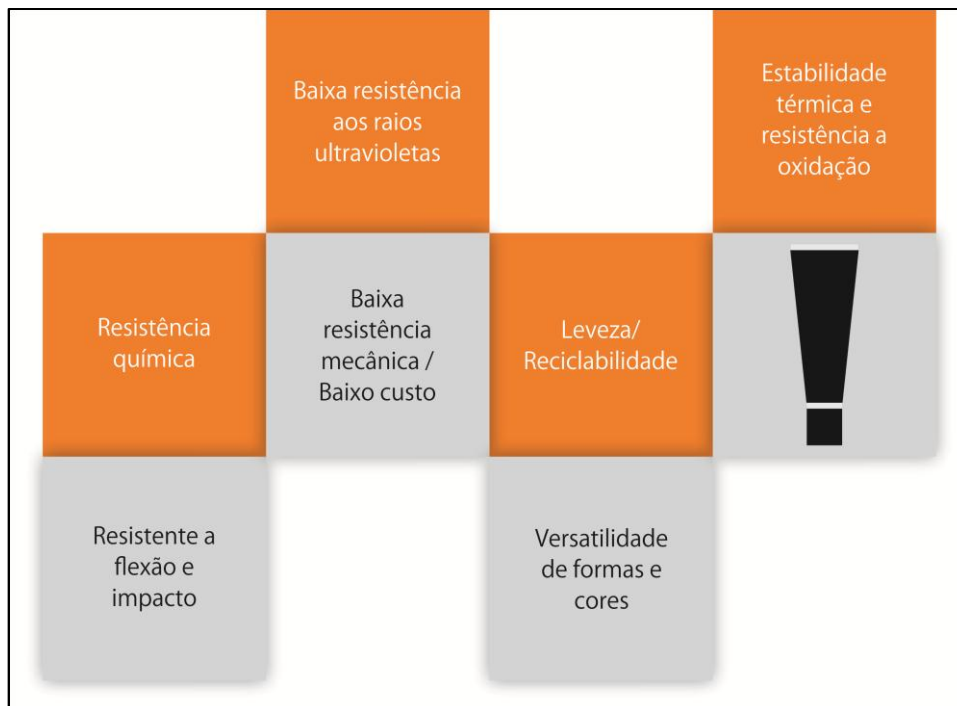 Baixa resistência
aos raios
ultravioletas
Estabilidade
térmica e
resistência a
oxidação
Resistência
química
Baixa
resistência
mecânica /
Baixo custo
Leveza/
Reciclabilidade
!
Resistente a
flexão e
impacto
Versatilidade
de formas e
cores